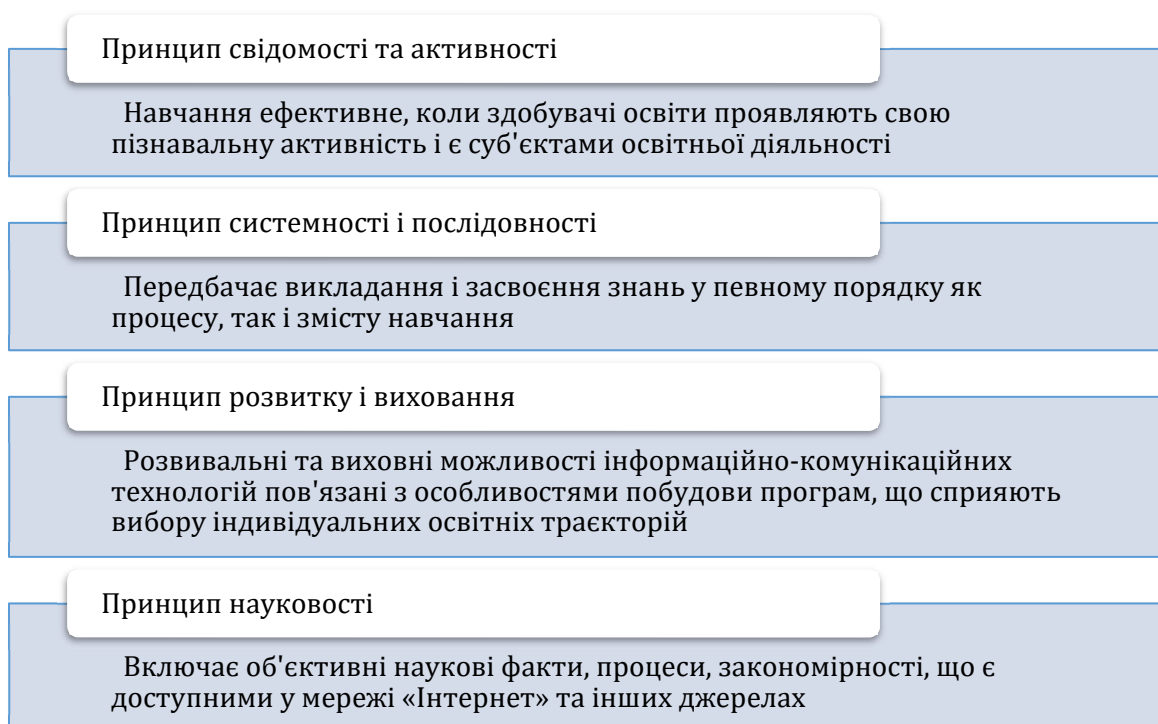 Принцип свідомості та активності
Навчання ефективне, коли здобувачі освіти проявляють свою
пізнавальну активність і є суб'єктами освітньої діяльності
Принцип системності і послідовності
Передбачає викладання і засвоєння знань у певному порядку як
процесу, так і змісту навчання
Принцип розвитку і виховання
Розвивальні та виховні можливості інформаційно-комунікаційних
технологій пов'язані з особливостями побудови програм, що сприяють
вибору індивідуальних освітніх траєкторій
Принцип науковості
Включає об'єктивні наукові факти, процеси, закономірності, що є
доступними у мережі «Інтернет» та інших джерелах